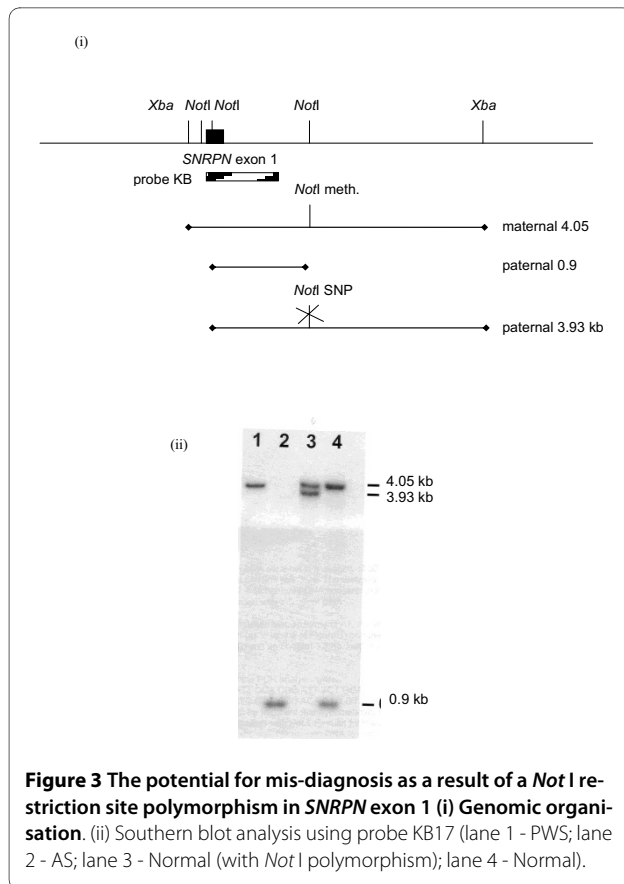 (i)
Xba NotI NotI NotI Xba
SNRPN exon 1
probe KB
NotI meth.
maternal 4.05
paternal 0.9
NotI SNP
paternal 3.93 kb
(ii)
1 2 3 4
4.05 kb
3.93 kb
0.9 kb
Figure 3 The potential for mis-diagnosis as a result of a Not I re-
striction site polymorphism in SNRPN exon 1 (i) Genomic organi-
sation. (ii) Southern blot analysis using probe KB17 (lane 1 - PWS; lane
2 - AS; lane 3 - Normal (with Not I polymorphism); lane 4 - Normal).